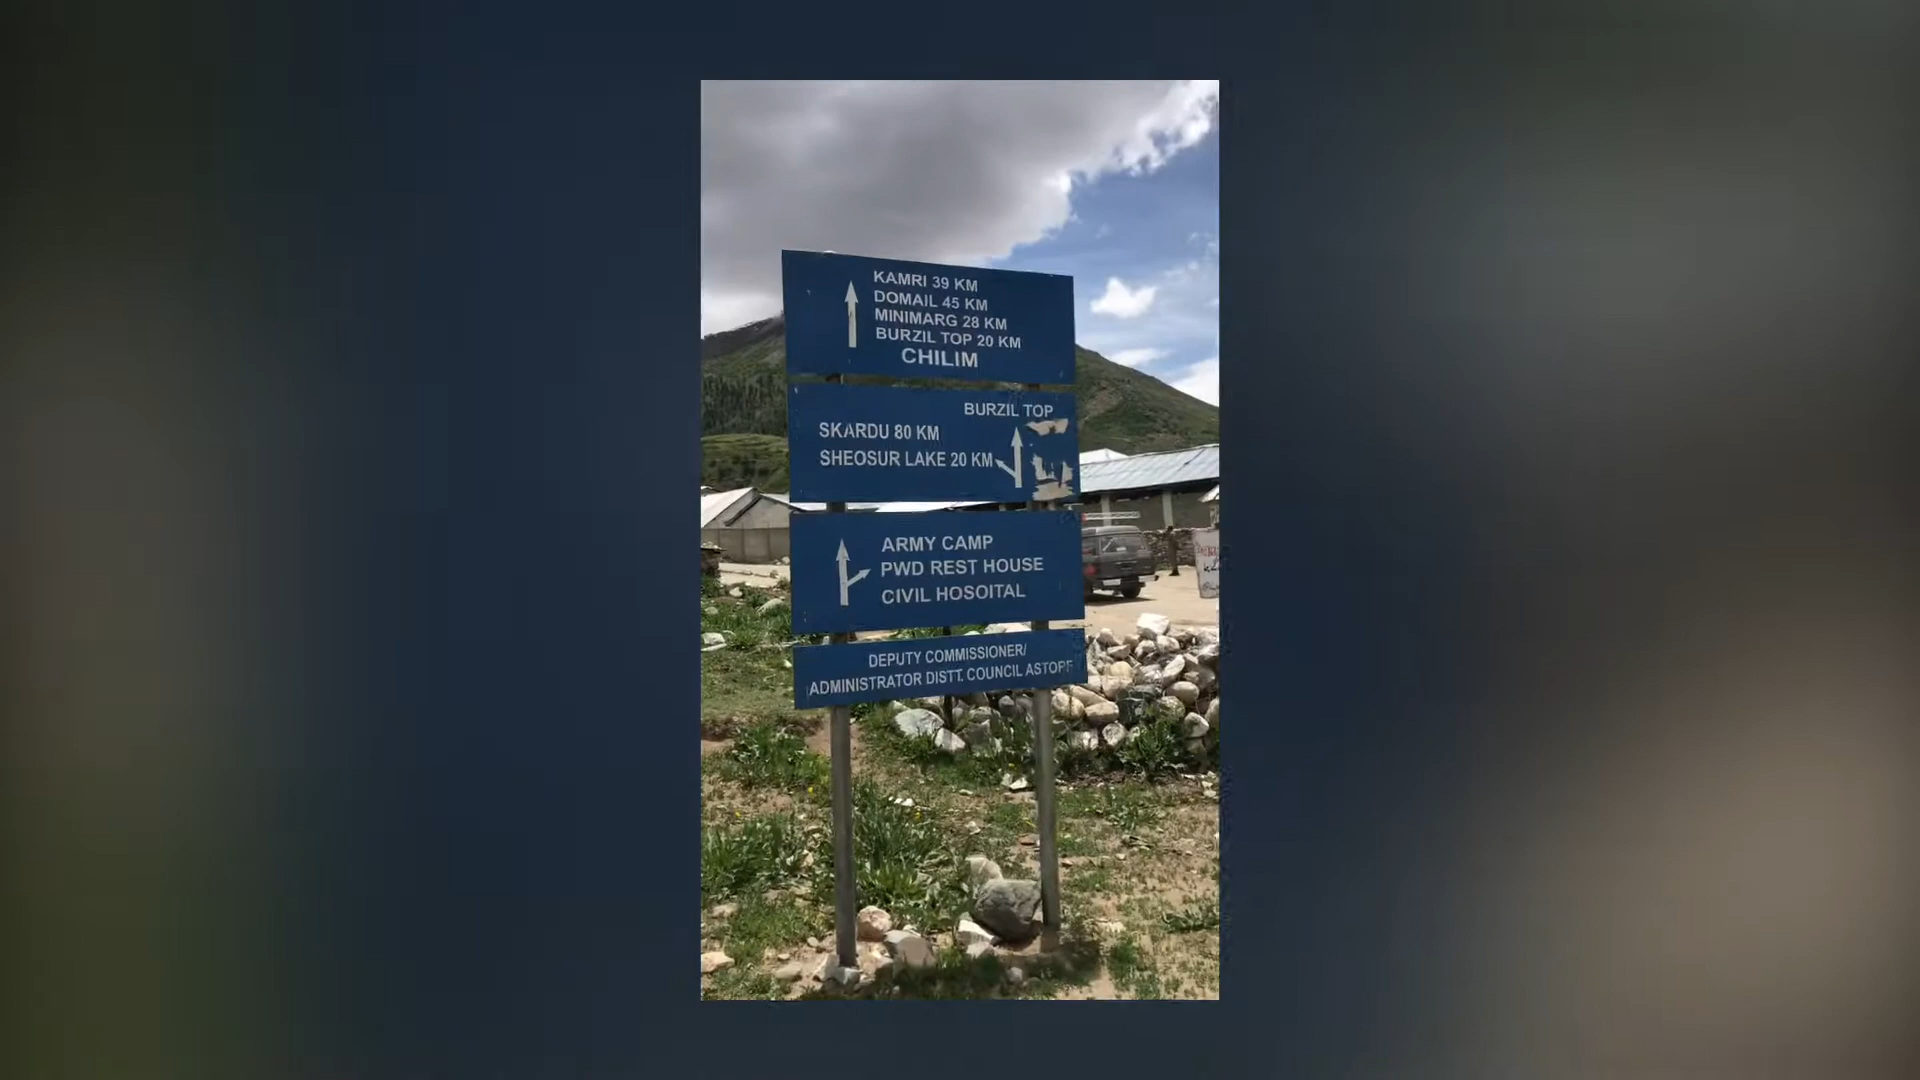 KAMRI 39 KM
DOMAIL 45 KM
MINIMARG 28 KM
BURZIL TOP 20 KM
CHILIM
BURZIL TOP
SKARDU 80 KM
SHEOSUR LAKE 20 KM
ARMY CAMP
PWD REST HOUSE
CIVIL HOSOITAL
DEPUTY COMMISSIONER/
ADMINISTRATOR DISTT. COUNCIL ASTORE